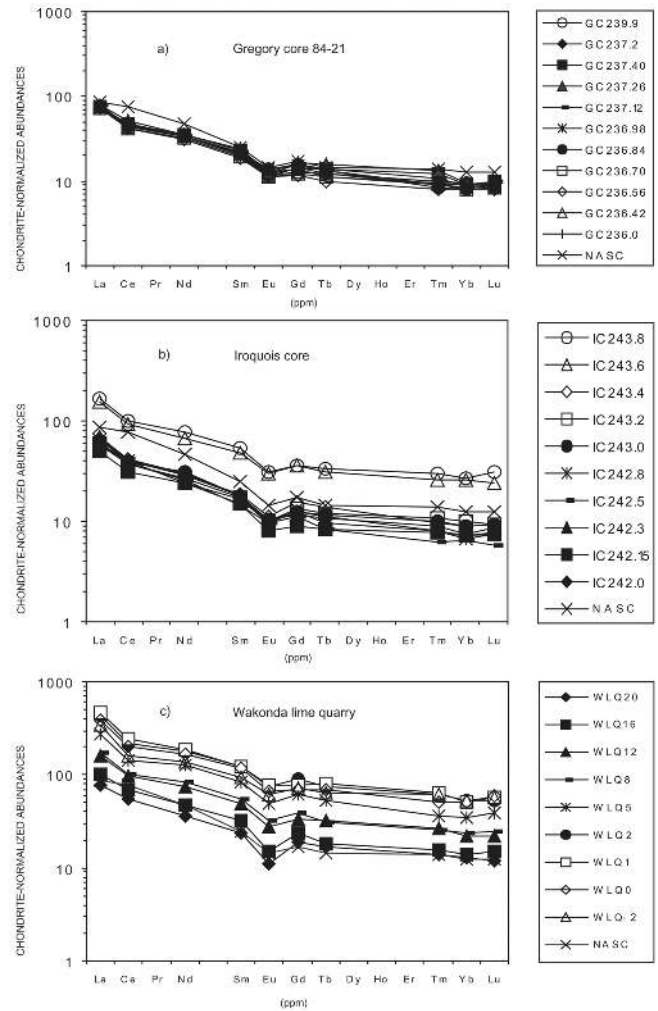 1000
a) Gregory core 84-21
100
10
1
CHONDRITE-NORMALIZED ABUNDANCES
La Ce Pr Nd Sm Eu Gd Tb Dy Ho Er Tm Yb Lu
(ppm)
GC239.9
GC237.2
GC237.40
GC237.26
GC237.12
GC236.98
GC236.84
GC236.70
GC236.56
GC236.42
GC236.0
NASC
1000
b) Iroquois core
100
10
1
CHONDRITE-NORMALIZED ABUNDANCES
La Ce Pr Nd Sm Eu Gd Tb Dy Ho Er Tm Yb Lu
(ppm)
IC243.8
IC243.6
IC243.4
IC243.2
IC243.0
IC242.8
IC242.5
IC242.3
IC242.15
IC242.0
NASC
1000
c) Wakonda lime quarry
100
10
1
CHONDRITE-NORMALIZED ABUNDANCES
La Ce Pr Nd Sm Eu Gd Tb Dy Ho Er Tm Yb Lu
(ppm)
WLQ20
WLQ16
WLQ12
WLQ8
WLQ5
WLQ2
WLQ1
WLQ0
WLQ-2
NASC